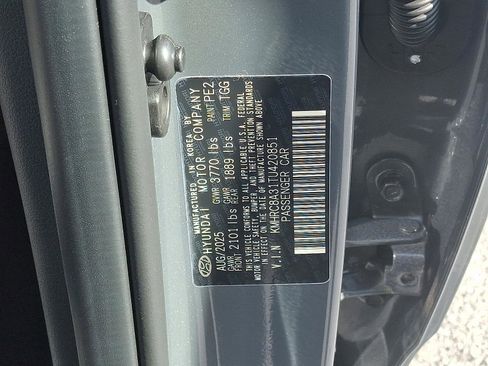 MANUFACTURED IN KOREA BY
HYUNDAI MOTOR COMPANY
AUG/2025 GVWR 3770 lbs PAINT PE2
GAWR FRONT 2101 lbs GAWR REAR 1889 lbs TRIM TGG
THIS VEHICLE CONFORMS TO ALL APPLICABLE U.S.A. FEDERAL
MOTOR VEHICLE SAFETY, BUMPER, AND THEFT PREVENTION STANDARDS
IN EFFECT ON THE DATE OF MANUFACTURE SHOWN ABOVE
V.I.N KMHRC8A31TU420851
PASSENGER CAR